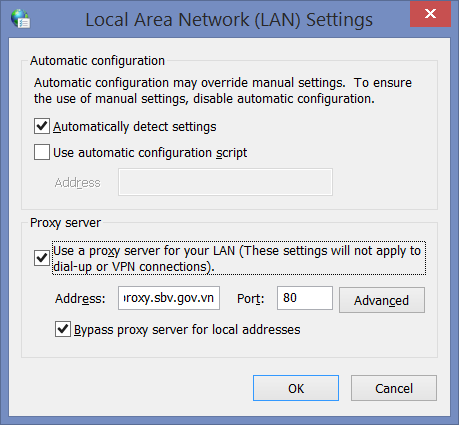 Local Area Network (LAN) Settings
Automatic configuration
Automatic configuration may override manual settings. To ensure
the use of manual settings, disable automatic configuration.
Automatically detect settings
Use automatic configuration script
Address
Proxy server
Use a proxy server for your LAN (These settings will not apply to
dial-up or VPN connections).
Address: roxy.sbv.gov.vn Port: 80 Advanced
Bypass proxy server for local addresses
OK Cancel